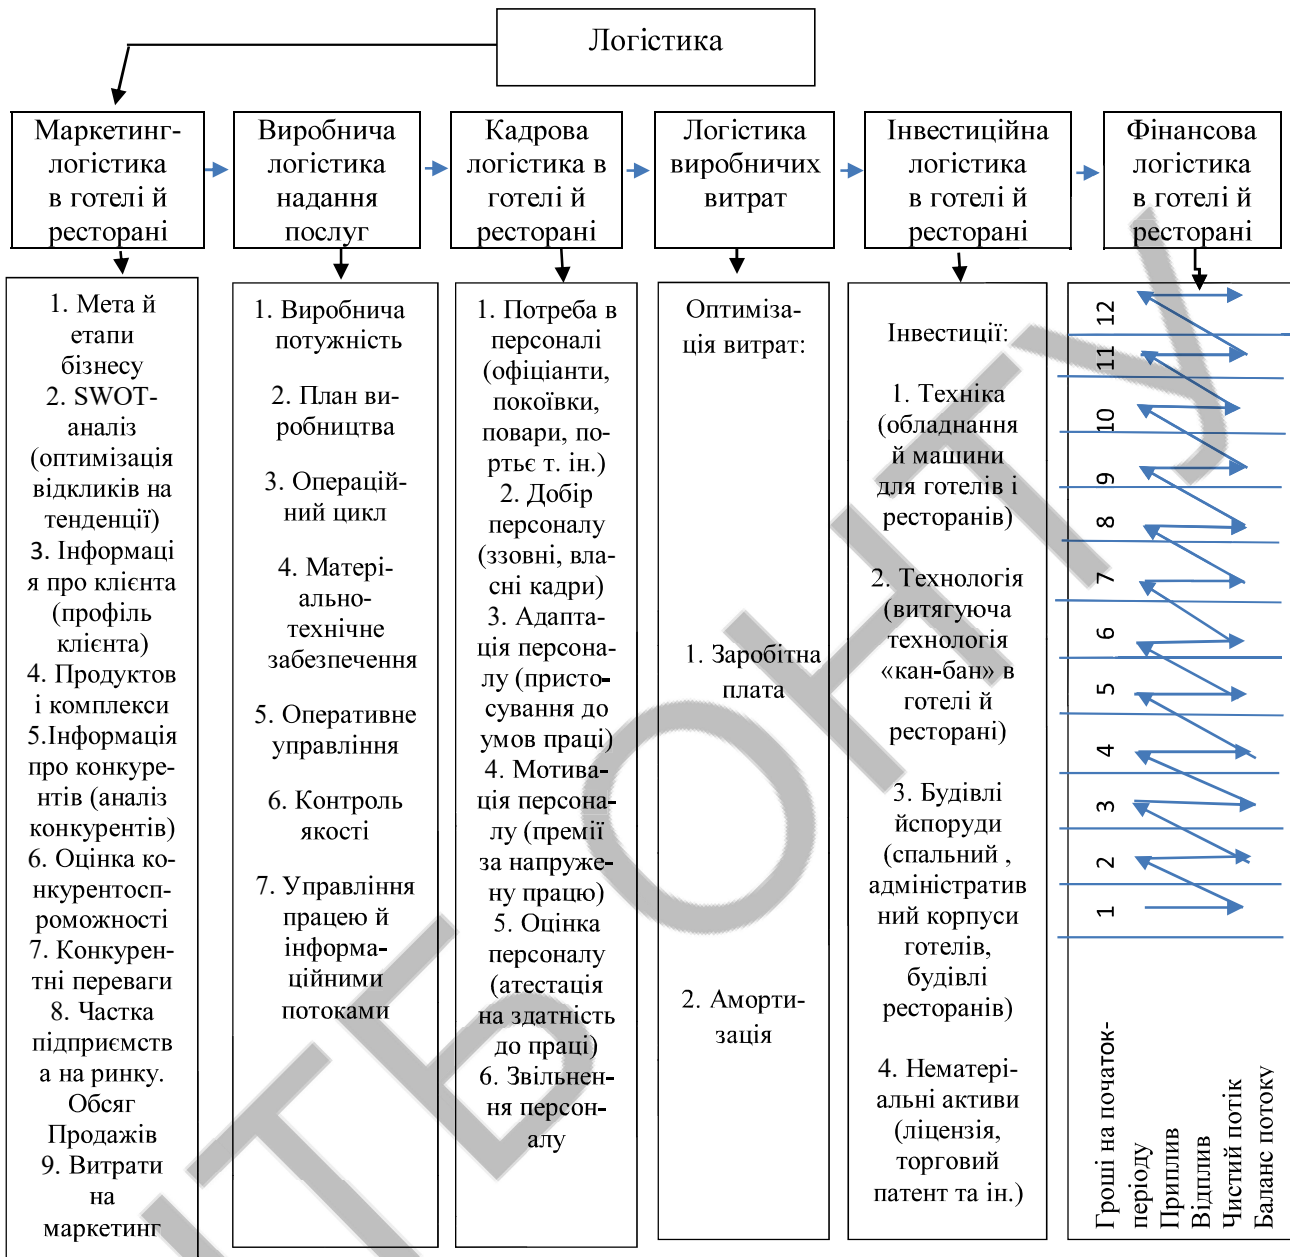 Логістика
Маркетинг-
логістика
в готелі й
ресторані
Виробнича
логістика
надання
послуг
Кадрова
логістика в
готелі й
ресторані
Логістика
виробничих
витрат
Інвестиційна
логістика
в готелі й
ресторані
Фінансова
логістика
в готелі й
ресторані
1. Мета й
етапи
бізнесу
2. SWOT-
аналіз
(оптимізація
відкликів на
тенденції)
3. Інформаці
я про клієнта
(профіль
клієнта)
4. Продуктов
і комплекси
5.Інформація
про конкуре-
нтів (аналіз
конкурентів)
6. Оцінка ко-
нкурентосп-
роможності
7. Конкурен-
тні переваги
8. Частка
підприємств
а на ринку.
Обсяг
Продажів
9. Витрати
на
маркетинг
1. Виробнича
потужність
2. План ви-
робництва
3. Операцій-
ний цикл
4. Матері-
ально-
технічне
забезпечення
5. Оперативне
управління
6. Контроль
якості
7. Управління
працею й
інформа-
ційними
потоками
1. Потреба в
персоналі
(офіціанти,
покоївки,
повари, по-
ртьє т. ін.)
2. Добір
персоналу
(ззовні, вла-
сні кадри)
3. Адапта-
ція персона-
лу (присто-
сування до
умов праці)
4. Мотива-
ція персона-
лу (премії
за напруже-
ну працю)
5. Оцінка
персоналу
(атестація
на здатність
до праці)
6. Звільнен-
ня персон-
алу
Оптиміза-
ція витрат:
1. Заробітна
плата
2. Аморти-
зація
Інвестиції:
1. Техніка
(обладнання
й машини
для готелів і
ресторанів)
2. Технологія
(витягуюча
технологія
«кан-бан» в
готелі й
ресторані)
3. Будівлі
йспоруди
(спальний ,
адміністратив
ний корпуси
готелів,
будівлі
ресторанів)
4. Нематері-
альні активи
(ліцензія,
торговий
патент та ін.)
12
11
10
9
8
7
6
5
4
3
2
1
Гроші на початок-
періоду
Приплив
Відплив
Чистий потік
Баланс потоку
ТЬ ОНТУ